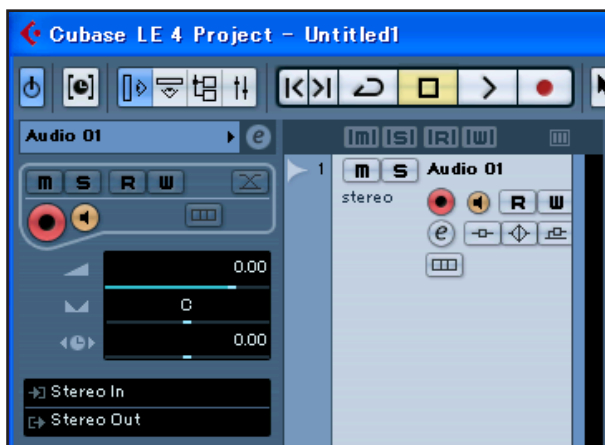 Cubase LE 4 Project - Untitled1
Audio 01
m S R W
0.00
C
0.00
Stereo In
Stereo Out
[m] [S] [R] [W]
1 m S Audio 01
stereo
R W
e